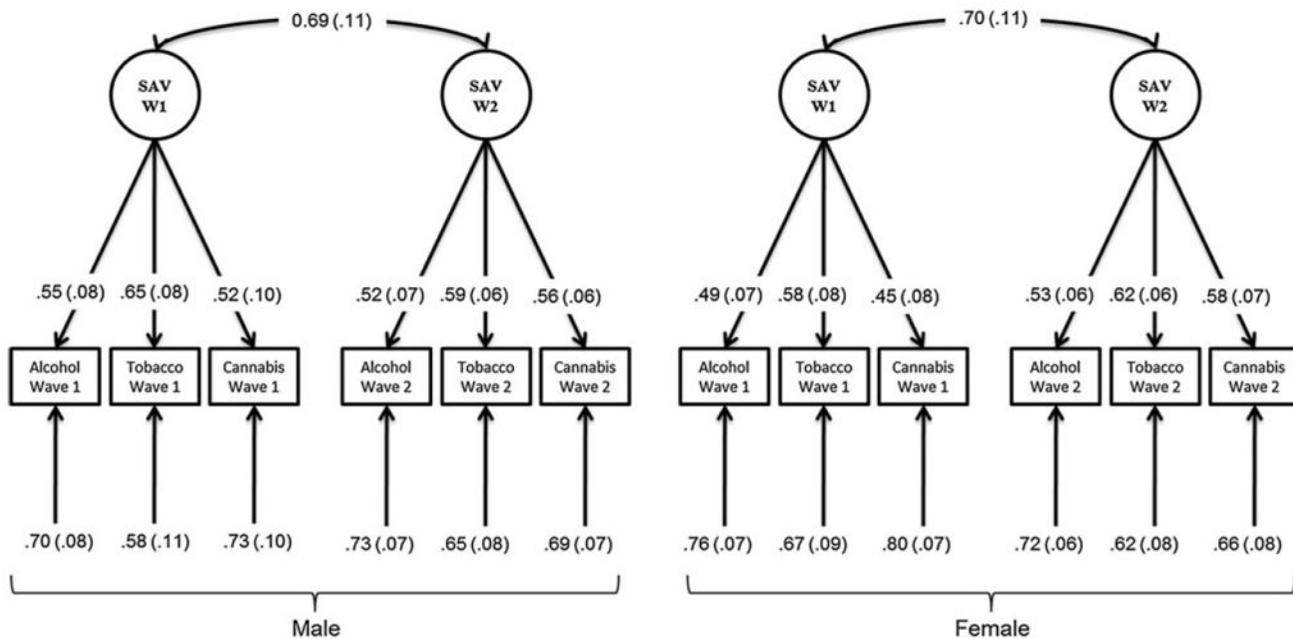 0.69 (.11)
.70 (.11)
SAV
W1
SAV
W2
SAV
W1
SAV
W2
.55 (.08)
.65 (.08)
.52 (.10)
.52 (.07)
.59 (.06)
.56 (.06)
.49 (.07)
.58 (.08)
.45 (.08)
.53 (.06)
.62 (.06)
.58 (.07)
Alcohol
Wave 1
Tobacco
Wave 1
Cannabis
Wave 1
Alcohol
Wave 2
Tobacco
Wave 2
Cannabis
Wave 2
Alcohol
Wave 1
Tobacco
Wave 1
Cannabis
Wave 1
Alcohol
Wave 2
Tobacco
Wave 2
Cannabis
Wave 2
.70 (.08)
.58 (.11)
.73 (.10)
.73 (.07)
.65 (.08)
.69 (.07)
.76 (.07)
.67 (.09)
.80 (.07)
.72 (.06)
.62 (.08)
.66 (.08)
Male
Female